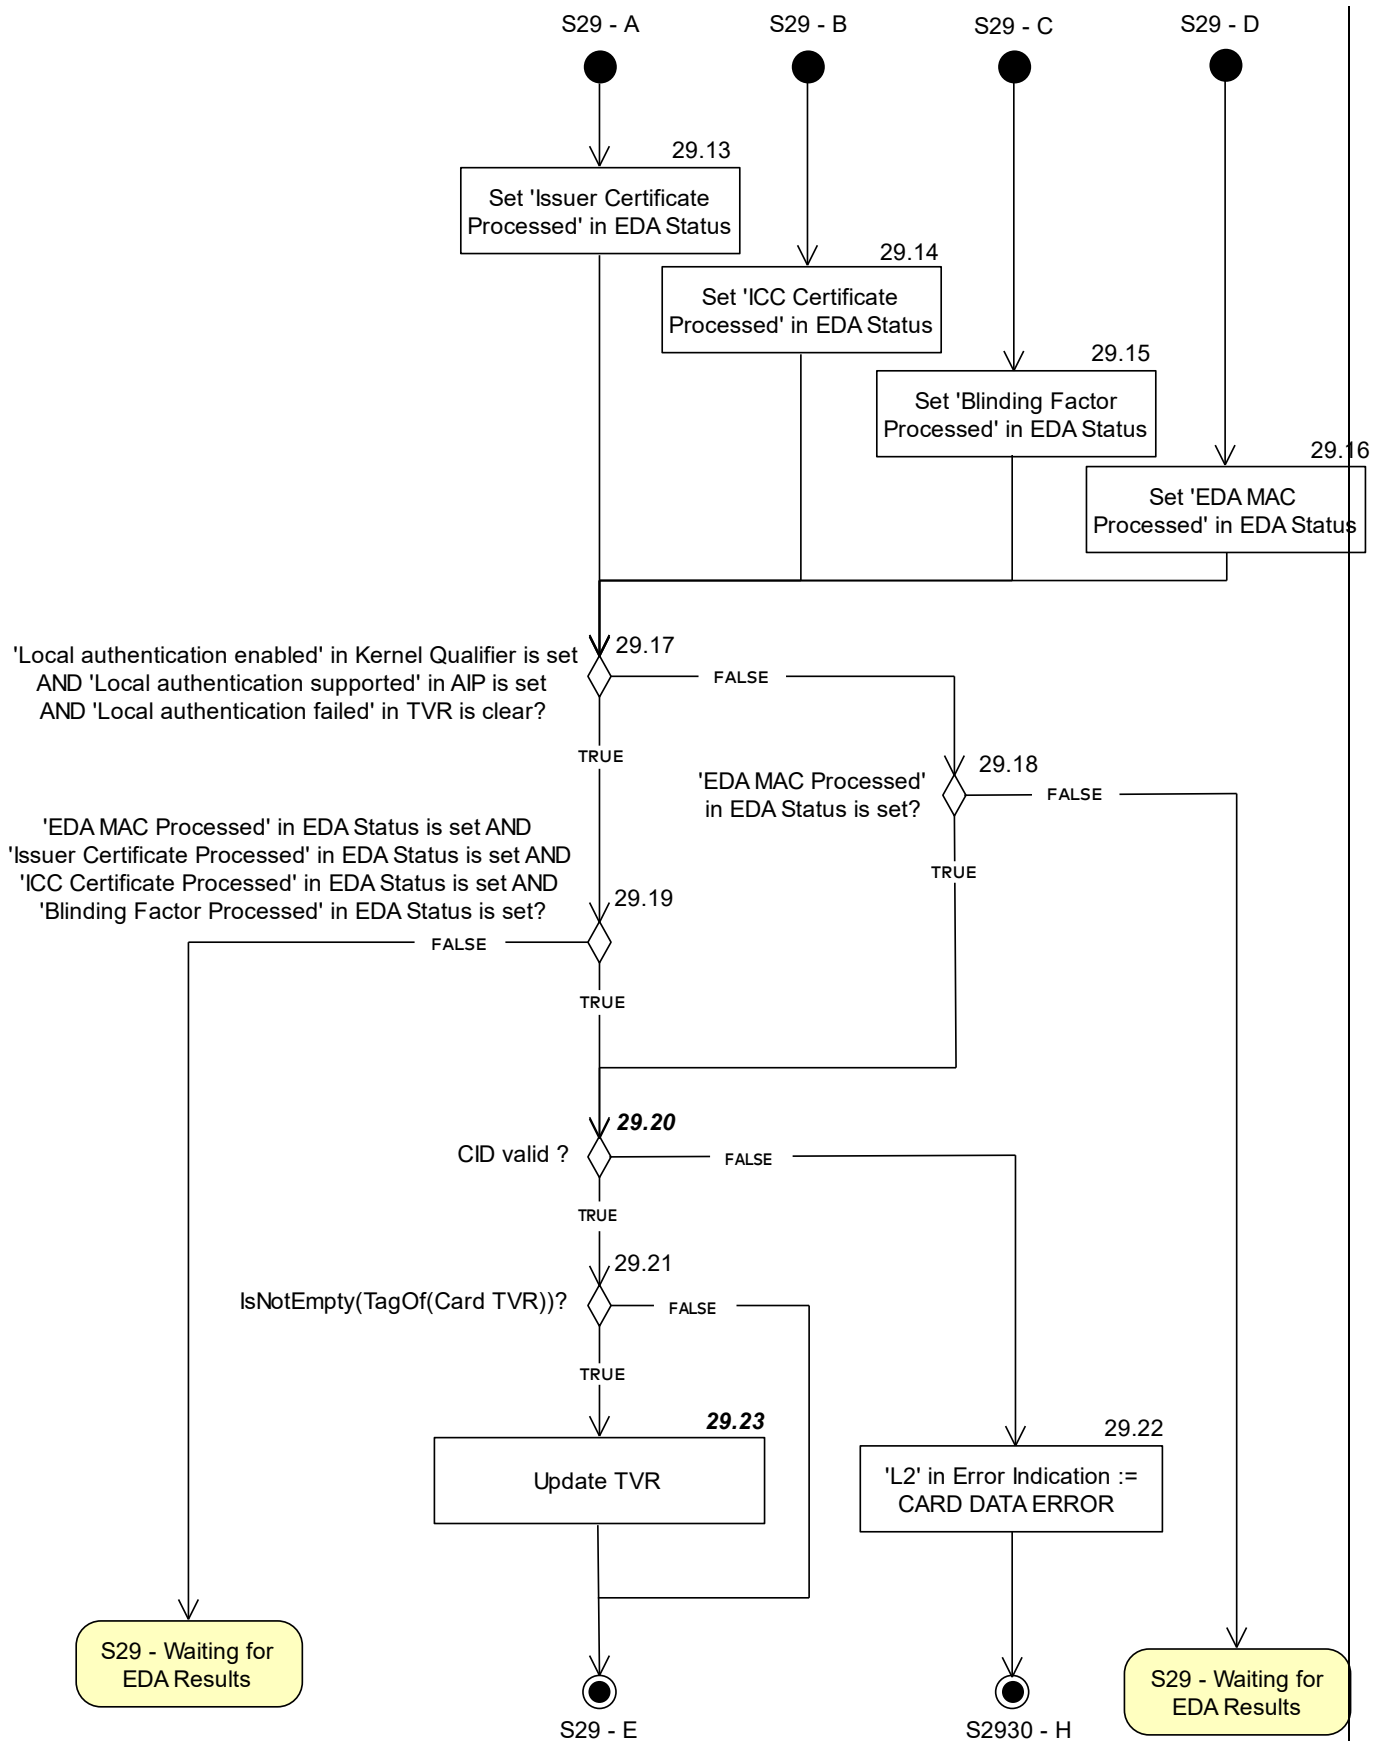 S29 - A
S29 - B
S29 - C
S29 - D
29.13
Set 'Issuer Certificate
Processed' in EDA Status
29.14
Set 'ICC Certificate
Processed' in EDA Status
29.15
Set 'Blinding Factor
Processed' in EDA Status
29.16
Set 'EDA MAC
Processed' in EDA Status
29.17
'Local authentication enabled' in Kernel Qualifier is set
AND 'Local authentication supported' in AIP is set
AND 'Local authentication failed' in TVR is clear?
FALSE
TRUE
29.18
'EDA MAC Processed'
in EDA Status is set?
FALSE
TRUE
'EDA MAC Processed' in EDA Status is set AND
'Issuer Certificate Processed' in EDA Status is set AND
'ICC Certificate Processed' in EDA Status is set AND
'Blinding Factor Processed' in EDA Status is set?
29.19
FALSE
TRUE
29.20
CID valid ?
FALSE
TRUE
29.21
IsNotEmpty(TagOf(Card TVR))?
FALSE
TRUE
29.23
Update TVR
29.22
'L2' in Error Indication :=
CARD DATA ERROR
S29 - Waiting for
EDA Results
S29 - E
S2930 - H
S29 - Waiting for
EDA Results